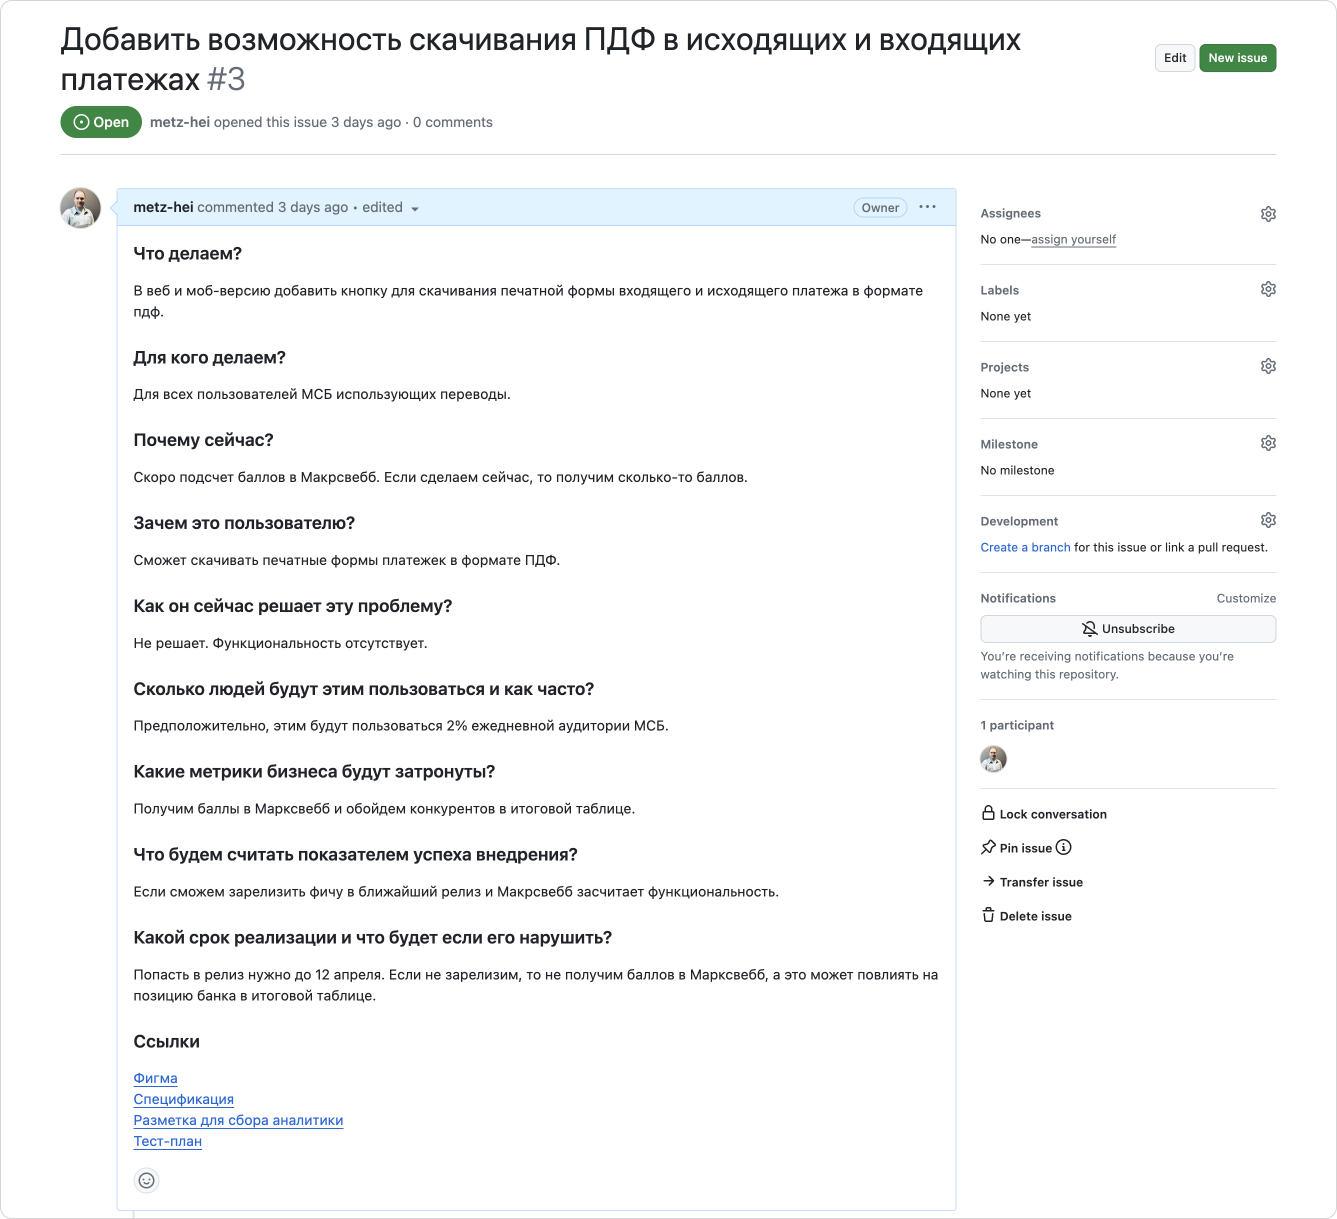 Добавить возможность скачивания ПДФ в исходящих и входящих
платежах #3
Edit
New issue
Open
metz-hei opened this issue 3 days ago · 0 comments
metz-hei commented 3 days ago • edited
Owner
Что делаем?
В веб и моб-версию добавить кнопку для скачивания печатной формы входящего и исходящего платежа в формате
пдф.
Для кого делаем?
Для всех пользователей МСБ использующих переводы.
Почему сейчас?
Скоро подсчет баллов в Макрсвебб. Если сделаем сейчас, то получим сколько-то баллов.
Зачем это пользователю?
Сможет скачивать печатные формы платежек в формате ПДФ.
Как он сейчас решает эту проблему?
Не решает. Функциональность отсутствует.
Сколько людей будут этим пользоваться и как часто?
Предположительно, этим будут пользоваться 2% ежедневной аудитории МСБ.
Какие метрики бизнеса будут затронуты?
Получим баллы в Марксвебб и обойдем конкурентов в итоговой таблице.
Что будем считать показателем успеха внедрения?
Если сможем зарелизить фичу в ближайший релиз и Макрсвебб засчитает функциональность.
Какой срок реализации и что будет если его нарушить?
Попасть в релиз нужно до 12 апреля. Если не зарелизим, то не получим баллов в Марксвебб, а это может повлиять на
позицию банка в итоговой таблице.
Ссылки
Фигма
Спецификация
Разметка для сбора аналитики
Тест-план
Assignees
No one—assign yourself
Labels
None yet
Projects
None yet
Milestone
No milestone
Development
Create a branch for this issue or link a pull request.
Notifications
Customize
Unsubscribe
You're receiving notifications because you're
watching this repository.
1 participant
Lock conversation
Pin issue
Transfer issue
Delete issue